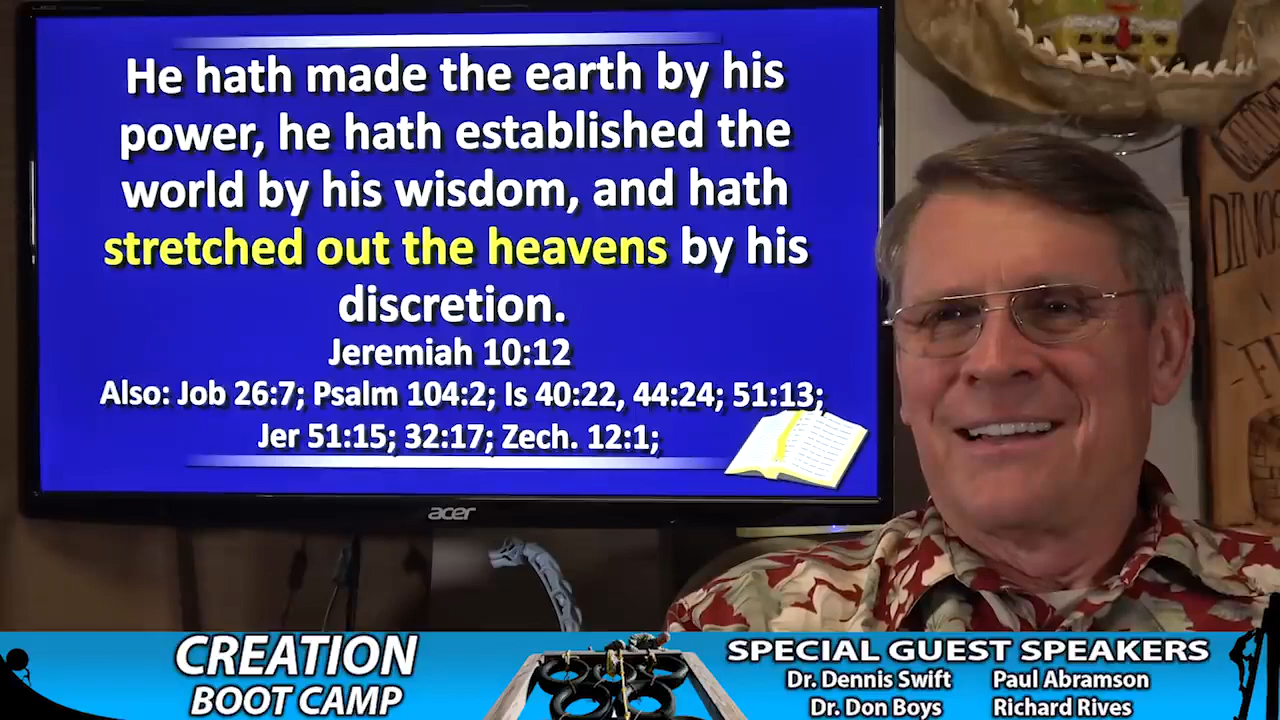 He hath made the earth by his
power, he hath established the
world by his wisdom, and hath
stretched out the heavens by his
discretion.
Jeremiah 10:12
Also: Job 26:7; Psalm 104:2; Is 40:22, 44:24; 51:13;
Jer 51:15; 32:17; Zech. 12:1;
acer
CREATION
BOOT CAMP
SPECIAL GUEST SPEAKERS
Dr. Dennis Swift
Paul Abramson
Dr. Don Boys
Richard Rives